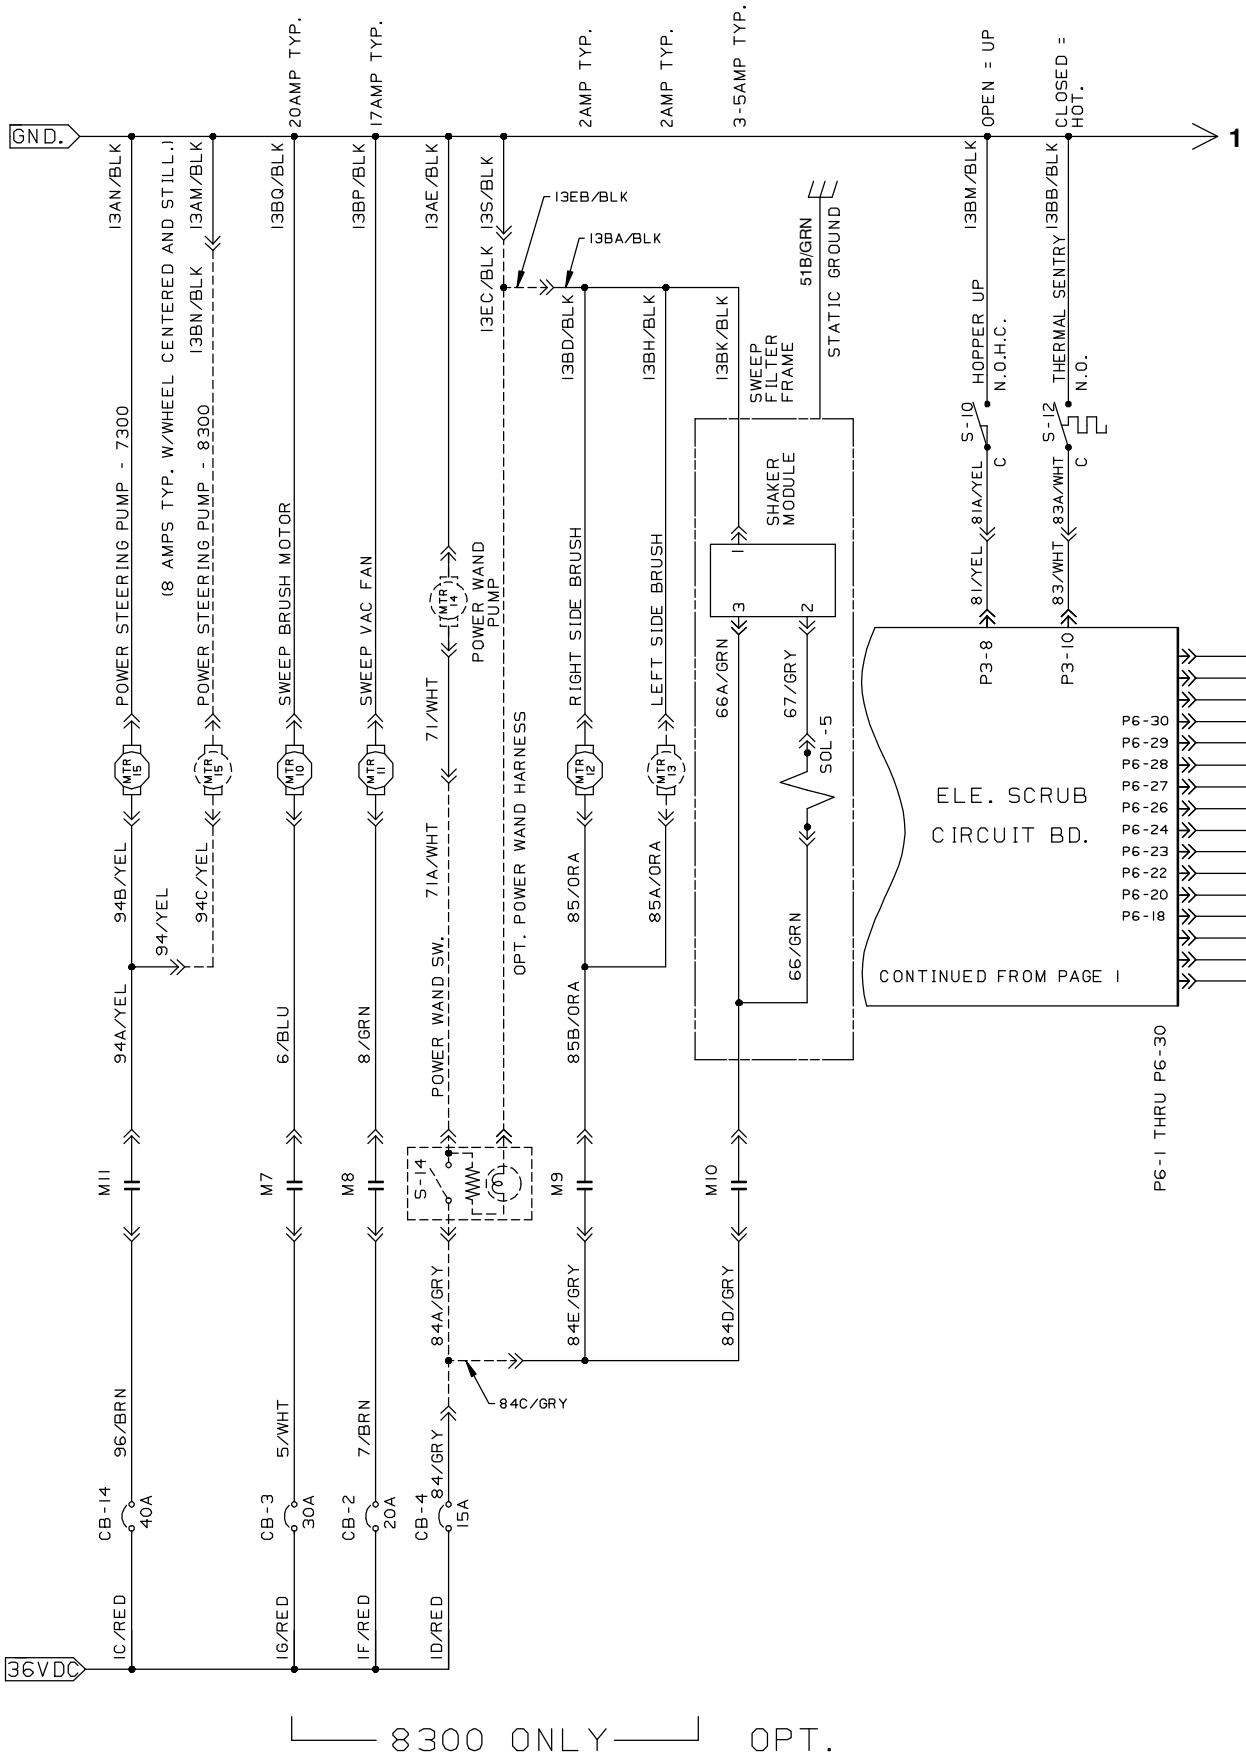 GND.
1
13AN/BLK
POWER STEERING PUMP - 7300
MTR
15
94B/YEL
94A/YEL
M11
96/BRN
CB-14
40A
1C/RED
(8 AMPS TYP. W/WHEEL CENTERED AND STILL.)
13AM/BLK
13BN/BLK
POWER STEERING PUMP - 8300
MTR
15
94C/YEL
94/YEL
20AMP TYP.
13BQ/BLK
SWEEP BRUSH MOTOR
MTR
10
6/BLU
M7
5/WHT
CB-3
30A
1G/RED
17AMP TYP.
13BP/BLK
SWEEP VAC FAN
MTR
11
8/GRN
M8
7/BRN
CB-2
20A
1F/RED
13AE/BLK
MTR
14
POWER WAND
PUMP
71/WHT
71A/WHT
POWER WAND SW.
S-14
84A/GRY
84/GRY
CB-4
15A
1D/RED
84C/GRY
13S/BLK
13EC/BLK
13EB/BLK
13BA/BLK
OPT. POWER WAND HARNESS
2AMP TYP.
13BD/BLK
RIGHT SIDE BRUSH
MTR
12
85/ORA
85B/ORA
M9
84E/GRY
2AMP TYP.
13BH/BLK
LEFT SIDE BRUSH
MTR
13
85A/ORA
3-5AMP TYP.
13BK/BLK
SWEEP
FILTER
FRAME
51B/GRN
STATIC GROUND
SHAKER
MODULE
1
3
2
66A/GRN
67/GRY
SOL-5
66/GRN
M10
84D/GRY
OPEN = UP
13BM/BLK
HOPPER UP
N.O.H.C.
S-10
C
81A/YEL
81/YEL
P3-8
CLOSED =
HOT.
13BB/BLK
THERMAL SENTRY
N.O.
S-12
C
83A/WHT
83/WHT
P3-10
ELE. SCRUB
CIRCUIT BD.
P6-30
P6-29
P6-28
P6-27
P6-26
P6-24
P6-23
P6-22
P6-20
P6-18
CONTINUED FROM PAGE 1
P6-1 THRU P6-30
36VDC
8300 ONLY
OPT.